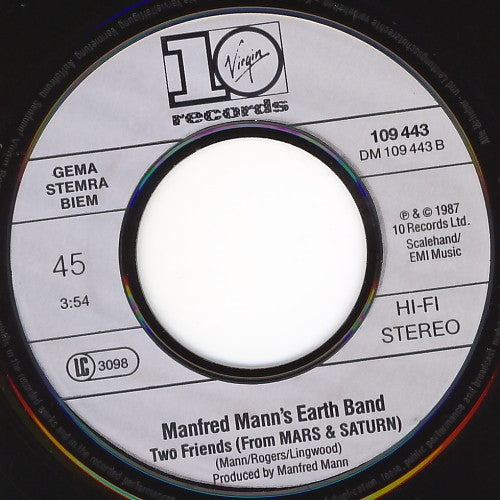 10
Virgin
records
109 443
DM 109 443 B
GEMA
STEMRA
BIEM
℗ & © 1987
10 Records Ltd.
Scalehand/
EMI Music
45
3:54
HI-FI
STEREO
LC 3098
Manfred Mann's Earth Band
Two Friends (From MARS & SATURN)
(Mann/Rogers/Lingwood)
Produced by Manfred Mann